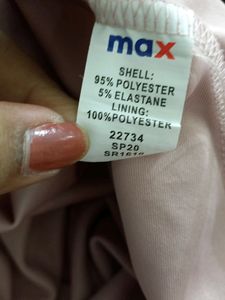 max
SHELL:
95% POLYESTER
5% ELASTANE
LINING:
100%POLYESTER
22734
SP20